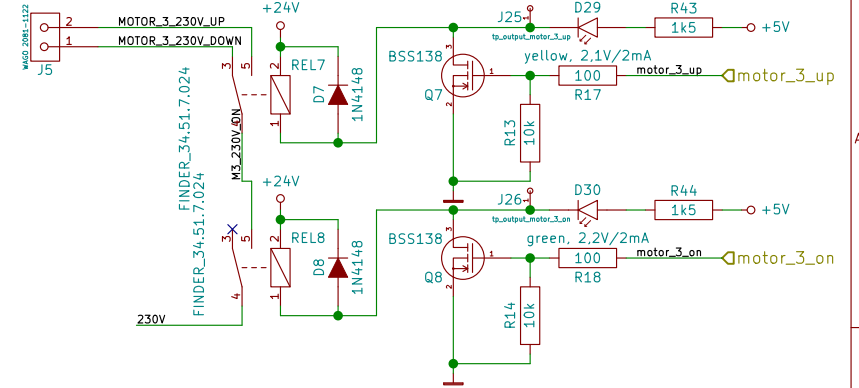 WAGO 2081-1122
J5
2
1
MOTOR_3_230V_UP
MOTOR_3_230V_DOWN
+24V
FINDER_34.51.7.024
3
5
4
M3_230V_ON
REL7
2
1
D7
1N4148
BSS138
Q7
3
1
2
J25
1
tp_output_motor_3_up
D29
yellow, 2,1V/2mA
R43
1k5
+5V
100
R17
motor_3_up
motor_3_up
R13
10k
A
+24V
FINDER_34.51.7.024
3
5
4
230V
REL8
2
1
D8
1N4148
BSS138
Q8
3
1
2
J26
1
tp_output_motor_3_on
D30
green, 2,2V/2mA
R44
1k5
+5V
100
R18
motor_3_on
motor_3_on
R14
10k